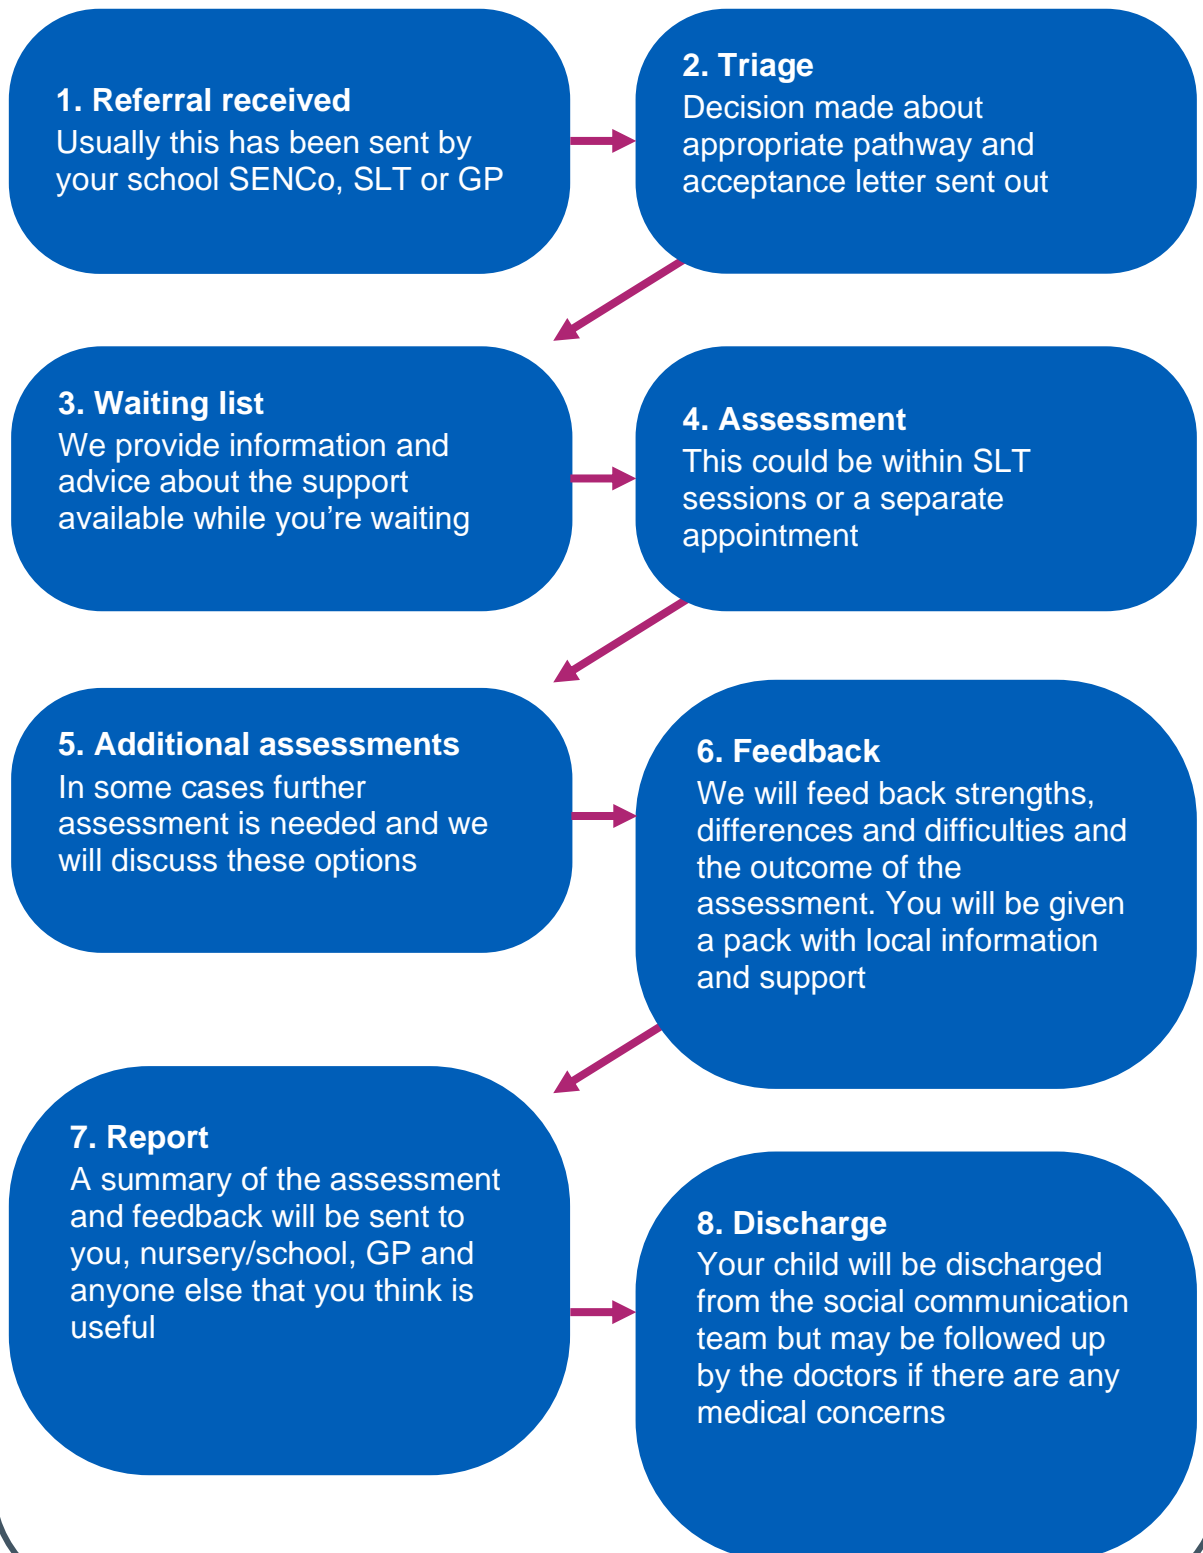 1. Referral received
Usually this has been sent by
your school SENCo, SLT or GP
2. Triage
Decision made about
appropriate pathway and
acceptance letter sent out
3. Waiting list
We provide information and
advice about the support
available while you’re waiting
4. Assessment
This could be within SLT
sessions or a separate
appointment
5. Additional assessments
In some cases further
assessment is needed and we
will discuss these options
6. Feedback
We will feed back strengths,
differences and difficulties and
the outcome of the
assessment. You will be given
a pack with local information
and support
7. Report
A summary of the assessment
and feedback will be sent to
you, nursery/school, GP and
anyone else that you think is
useful
8. Discharge
Your child will be discharged
from the social communication
team but may be followed up
by the doctors if there are any
medical concerns